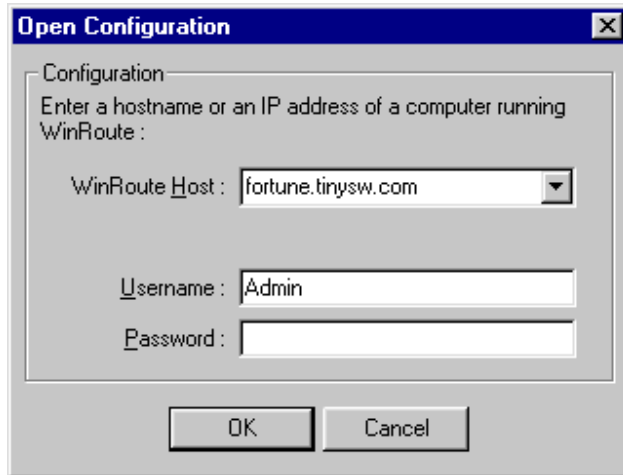 Open Configuration
Configuration
Enter a hostname or an IP address of a computer running
WinRoute :
WinRoute Host : fortune.tinysw.com
Username : Admin
Password :
OK Cancel